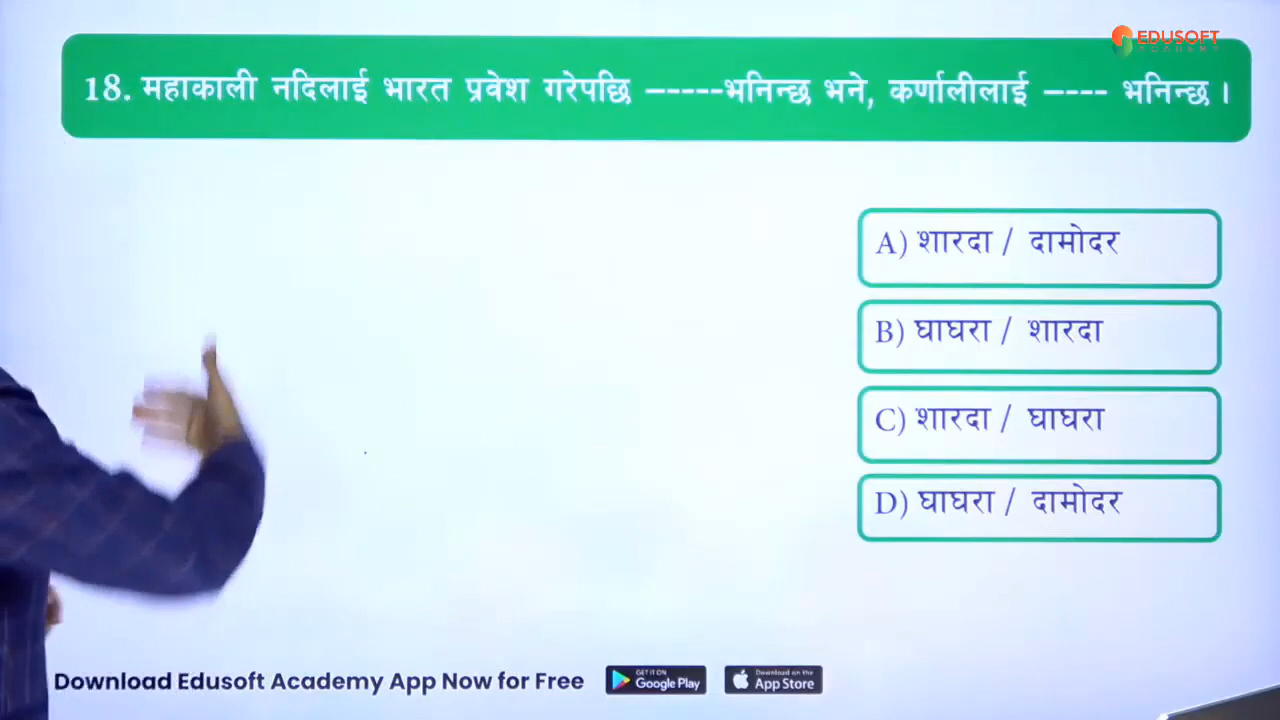 EDUSOFT
ACADEMY
18. महाकाली नदिलाई भारत प्रवेश गरेपछि -----भनिन्छ भने, कर्णालीलाई ---- भनिन्छ ।
A) शारदा / दामोदर
B) घाघरा / शारदा
C) शारदा / घाघरा
D) घाघरा / दामोदर
Download Edusoft Academy App Now for Free
GET IT ON
Google Play
Download on the
App Store